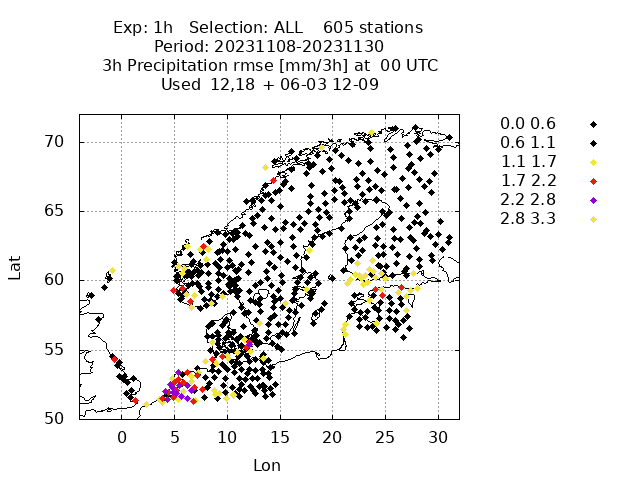 Exp: 1h   Selection: ALL    605 stations
Period: 20231108-20231130
3h Precipitation rmse [mm/3h] at  00 UTC
Used  12,18 + 06-03 12-09
0.0 0.6
0.6 1.1
1.1 1.7
1.7 2.2
2.2 2.8
2.8 3.3
70
65
60
55
50
Lat
0 5 10 15 20 25 30
Lon